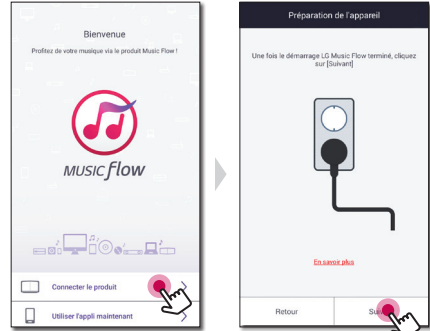 Bienvenue
Profitez de votre musique via le produit Music Flow !
MUSIC flow
Connecter le produit
Utiliser l'appli maintenant
Préparation de l'appareil
Une fois le démarrage LG Music Flow terminé, cliquez
sur [Suivant]
En savoir plus
Retour